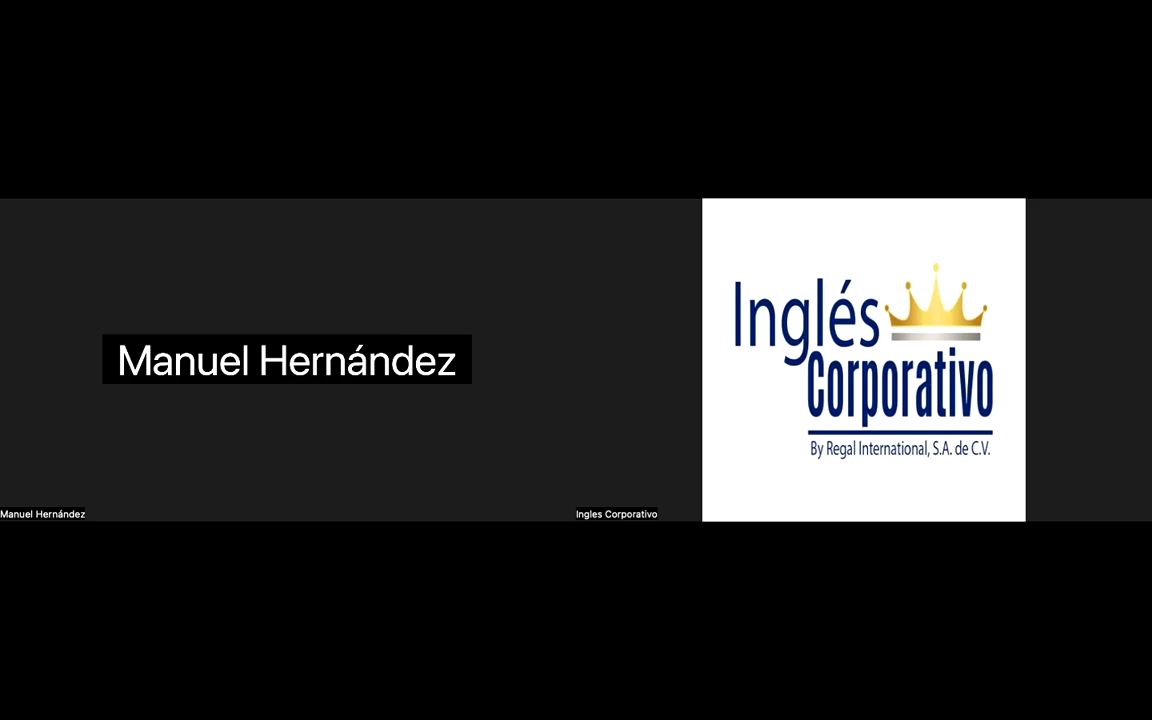 Manuel Hernández
Manuel Hernández
Inglés
Corporativo
By Regal International, S.A. de C.V.
Ingles Corporativo